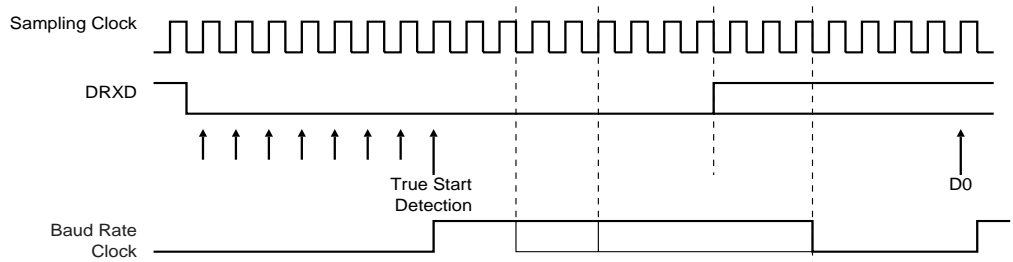 Sampling Clock
DRXD
True Start
Detection
D0
Baud Rate
Clock